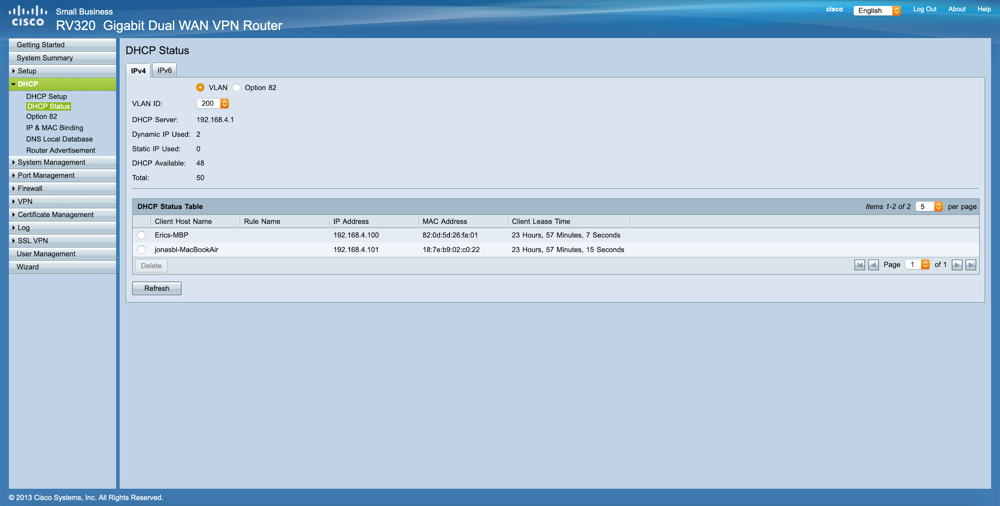 CISCO
Small Business
RV320 Gigabit Dual WAN VPN Router
cisco English Log Out About Help
Getting Started
System Summary
Setup
DHCP
DHCP Setup
DHCP Status
Option 82
IP & MAC Binding
DNS Local Database
Router Advertisement
System Management
Port Management
Firewall
VPN
Certificate Management
Log
SSL VPN
User Management
Wizard
DHCP Status
IPv4 IPv6
VLAN Option 82
VLAN ID: 200
DHCP Server: 192.168.4.1
Dynamic IP Used: 2
Static IP Used: 0
DHCP Available: 48
Total: 50
DHCP Status Table Items 1-2 of 2 5 per page
Client Host Name Rule Name IP Address MAC Address Client Lease Time
Erics-MBP 192.168.4.100 82:0d:5d:26:fa:01 23 Hours, 57 Minutes, 7 Seconds
jonasbl-MacBookAir 192.168.4.101 18:7e:b9:02:c0:22 23 Hours, 57 Minutes, 15 Seconds
Delete Page 1 of 1
Refresh
© 2013 Cisco Systems, Inc. All Rights Reserved.